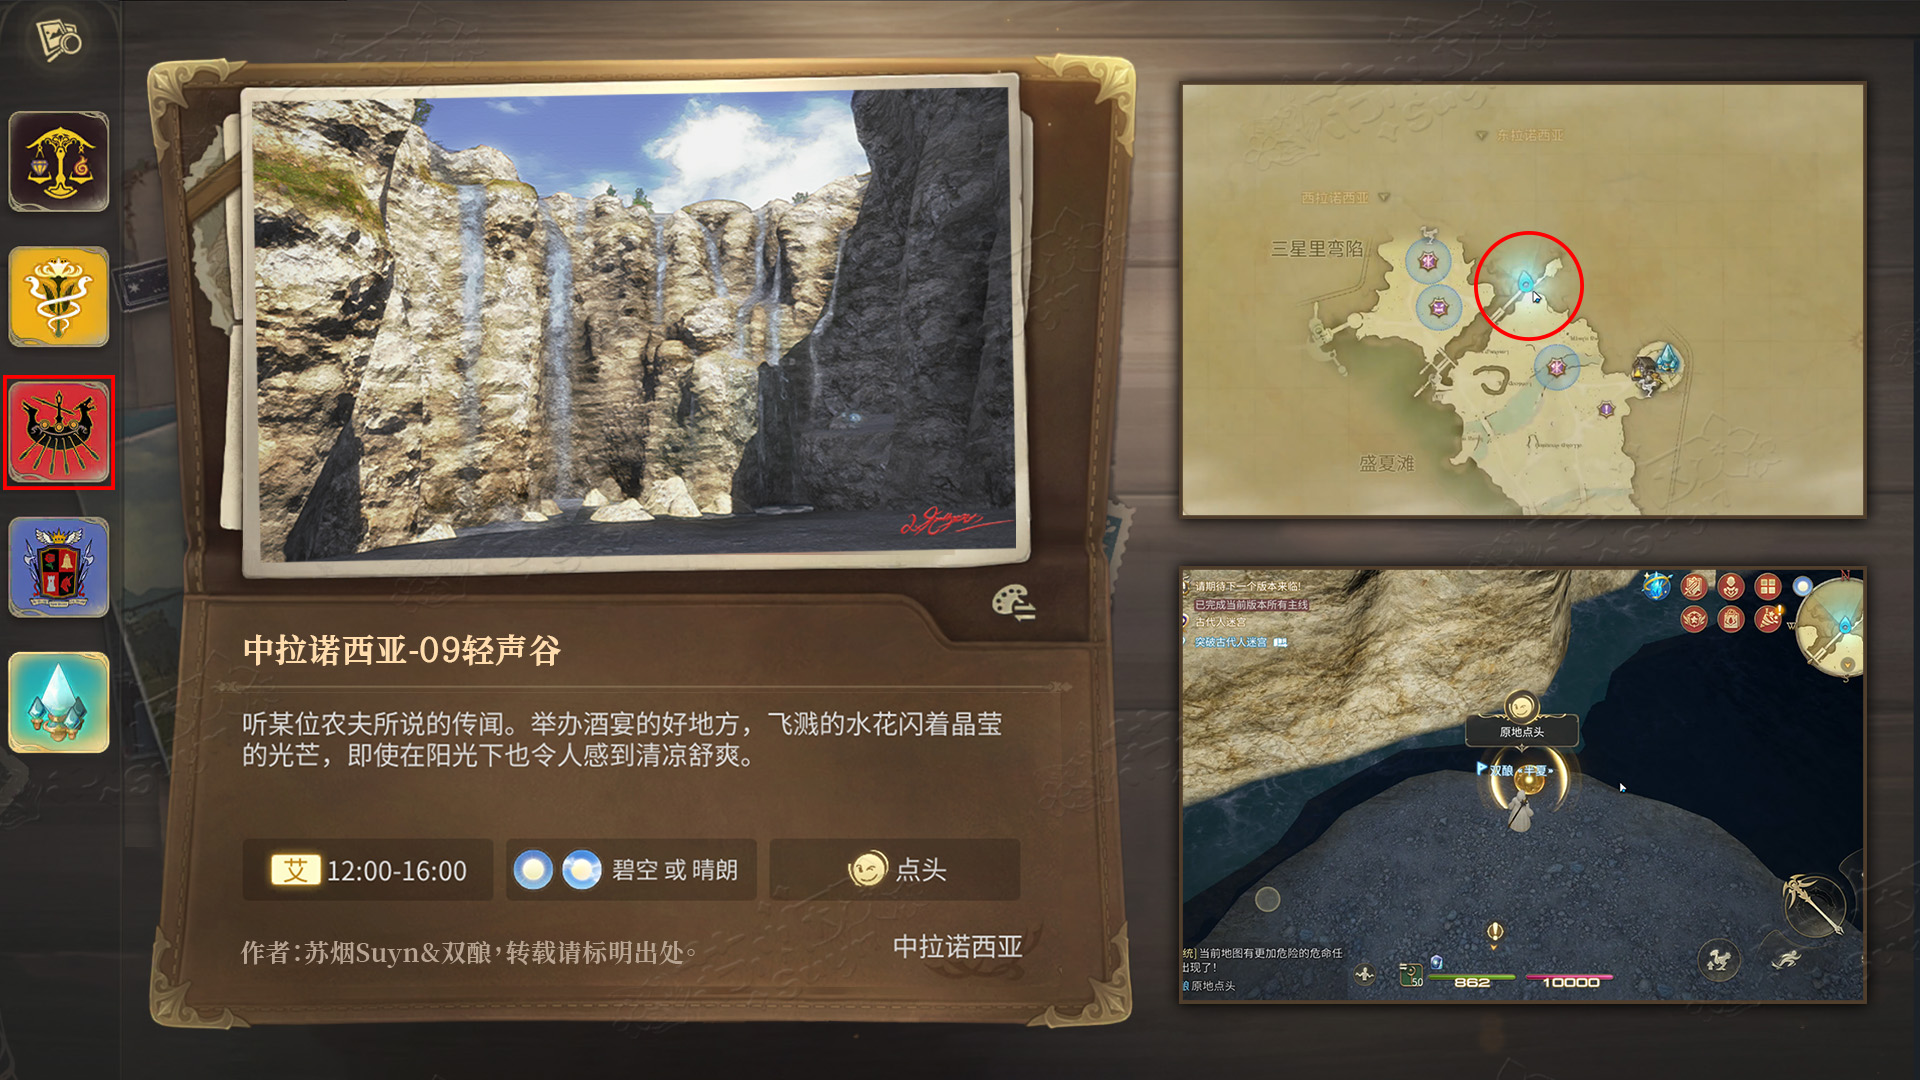 中拉诺西亚-09轻声谷
听某位农夫所说的传闻。举办酒宴的好地方，飞溅的水花闪着晶莹
的光芒，即使在阳光下也令人感到清凉舒爽。
艾 12:00-16:00
碧空 或 晴朗
点头
作者：苏烟Suyn&双酿，转载请标明出处。
中拉诺西亚
东拉诺西亚
西拉诺西亚
三星里弯陷
盛夏滩
请期待下一个版本来临!
已完成当前版本所有主线
古代人迷宫
突破古代人迷宫
N
W
S
原地点头
双酿 «半夏»
统] 当前地图有更加危险的危命任
出现了!
酿 原地点头
50
862
10000